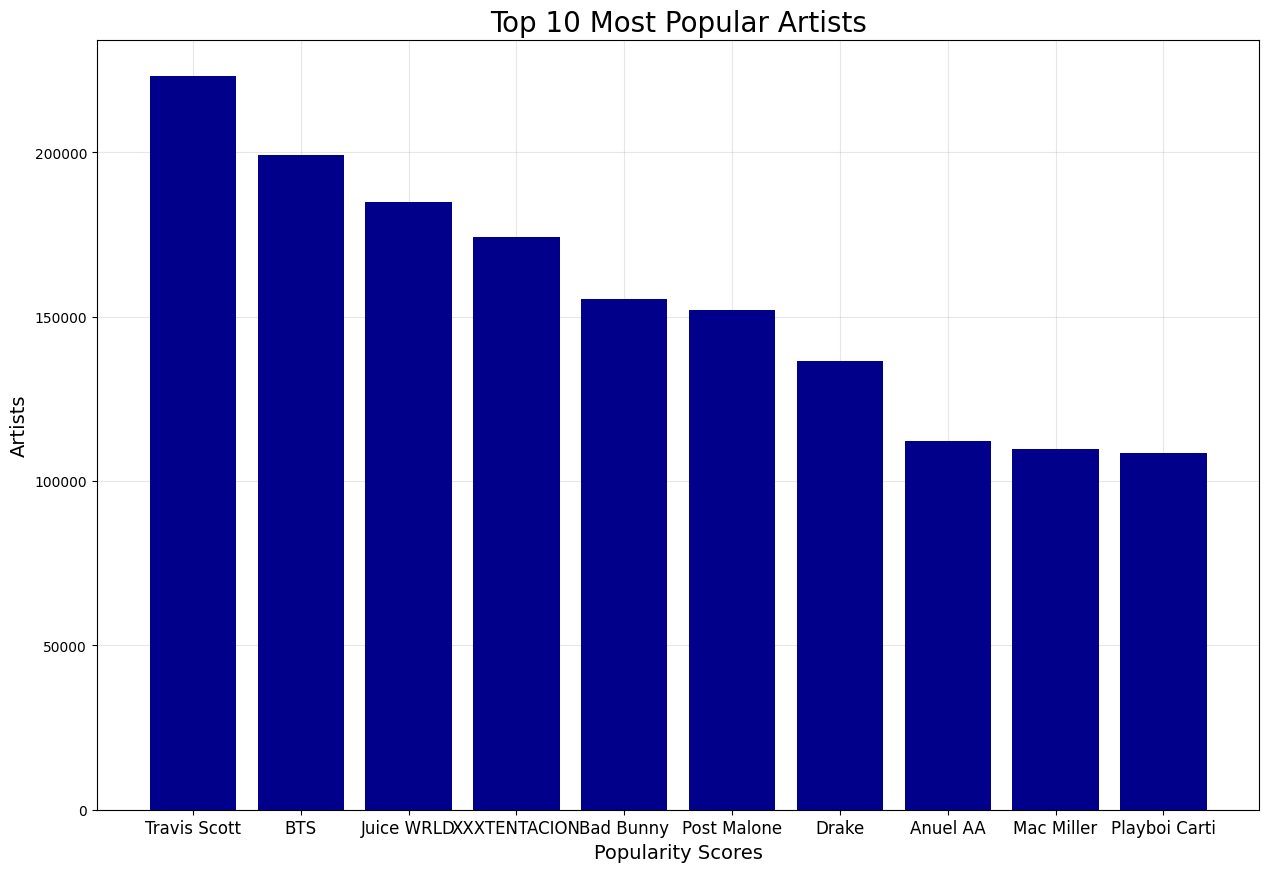 Top 10 Most Popular Artists
Artists
200000
150000
100000
50000
0
Travis Scott BTS Juice WRLD XXXTENTACION Bad Bunny Post Malone Drake Anuel AA Mac Miller Playboi Carti
Popularity Scores